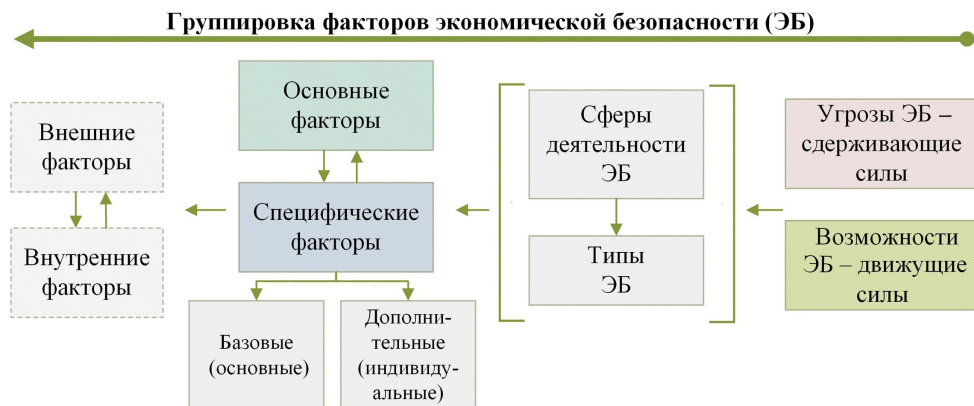 Группировка факторов экономической безопасности (ЭБ)
Внешние
факторы
Внутренние
факторы
Основные
факторы
Специфические
факторы
Базовые
(основные)
Дополни-
тельные
(индивиду-
альные)
Сферы
деятельности
ЭБ
Типы
ЭБ
Угрозы ЭБ –
сдерживающие
силы
Возможности
ЭБ – движущие
силы